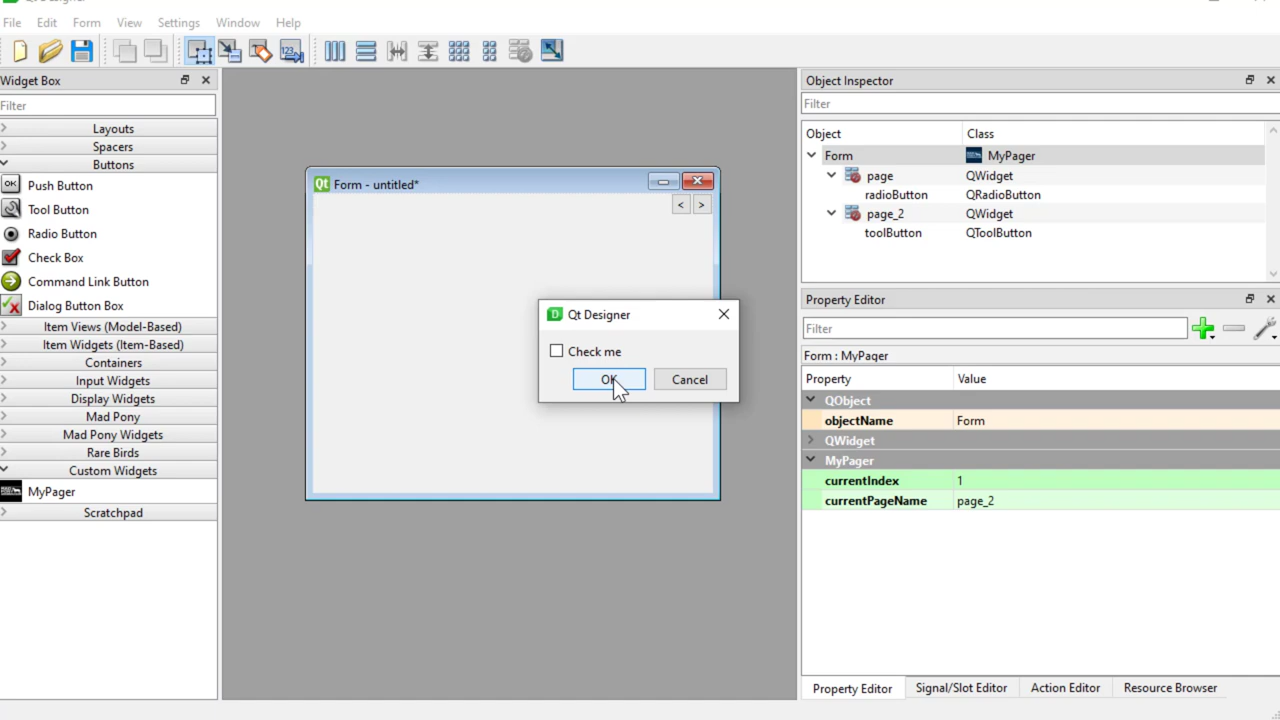 File Edit Form View Settings Window Help
Widget Box
Filter
Layouts
Spacers
Buttons
OK Push Button
Tool Button
Radio Button
Check Box
Command Link Button
Dialog Button Box
Item Views (Model-Based)
Item Widgets (Item-Based)
Containers
Input Widgets
Display Widgets
Mad Pony
Mad Pony Widgets
Rare Birds
Custom Widgets
MyPager
Scratchpad
Qt Form - untitled*
< >
Qt Designer
Check me
OK Cancel
Object Inspector
Filter
Object Class
Form MyPager
page QWidget
radioButton QRadioButton
page_2 QWidget
toolButton QToolButton
Property Editor
Filter
Form : MyPager
Property Value
QObject
objectName Form
QWidget
MyPager
currentIndex 1
currentPageName page_2
Property Editor Signal/Slot Editor Action Editor Resource Browser